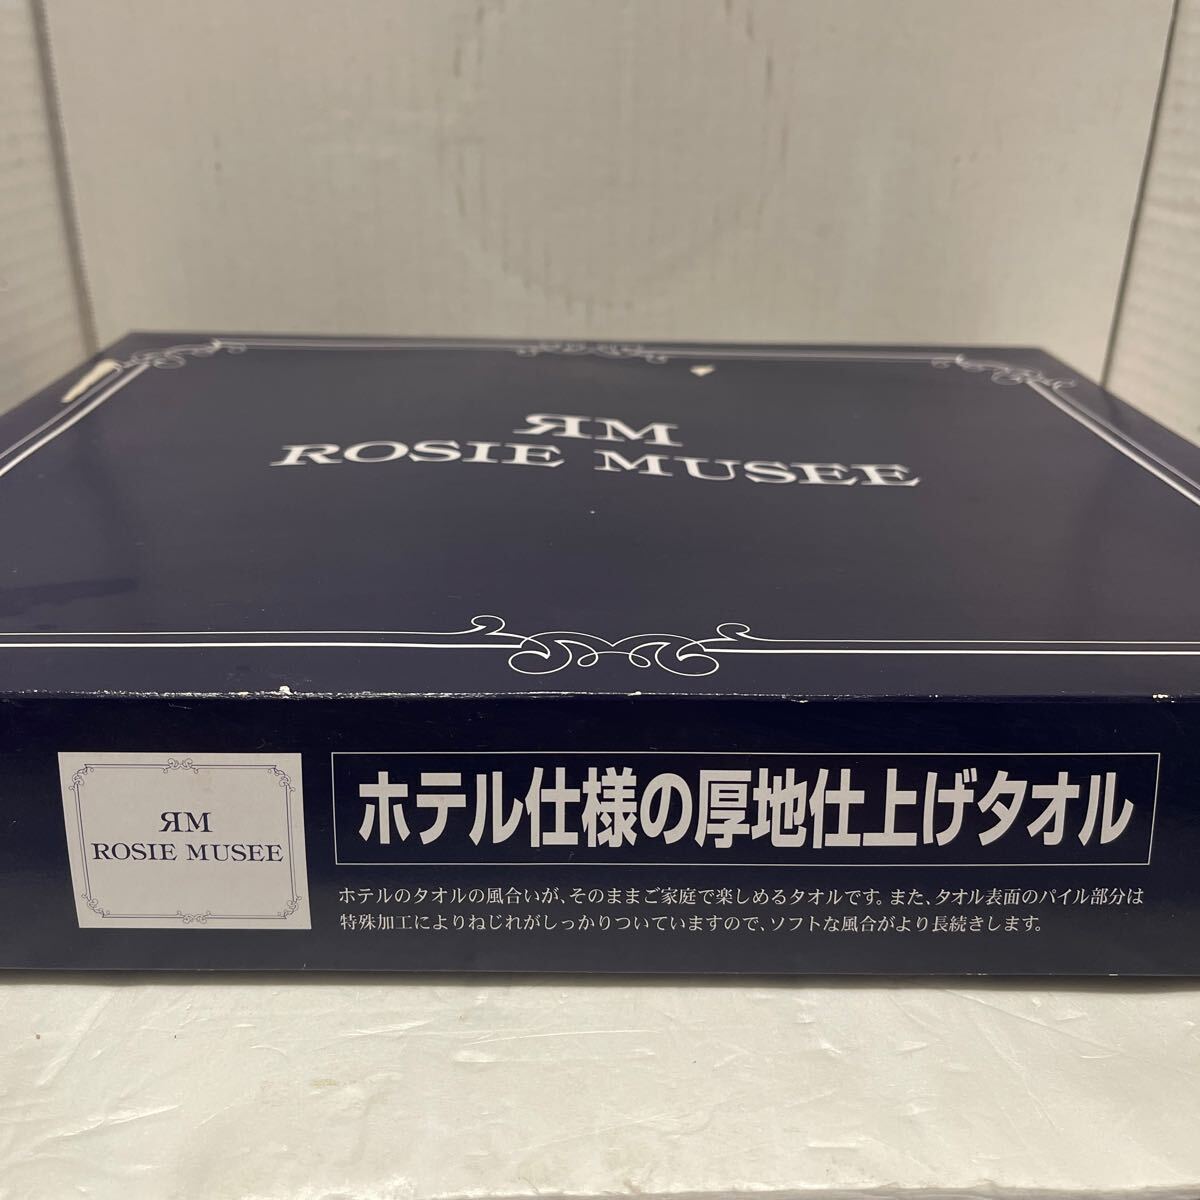 ЯM
ROSIE MUSEE
ЯM
ROSIE MUSEE
ホテル仕様の厚地仕上げタオル
ホテルのタオルの風合いが、そのままご家庭で楽しめるタオルです。また、タオル表面のパイル部分は
特殊加工によりねじれがしっかりついていますので、ソフトな風合がより長続きします。